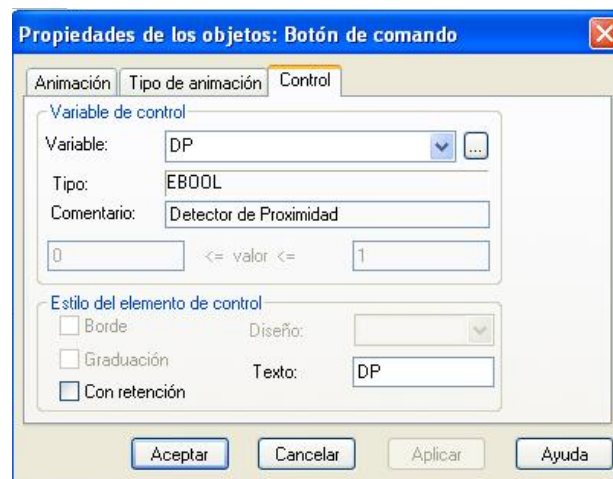 Propiedades de los objetos: Botón de comando
Animación Tipo de animación Control
Variable de control
Variable: DP ...
Tipo: EBOOL
Comentario: Detector de Proximidad
0 <= valor <= 1
Estilo del elemento de control
Borde Diseño:
Graduación
Texto: DP
Con retención
Aceptar Cancelar Aplicar Ayuda